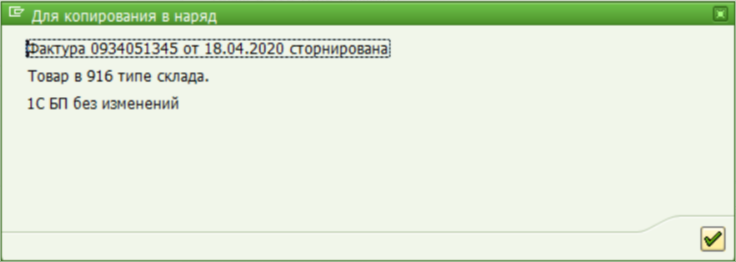 Для копирования в наряд
Фактура 0934051345 от 18.04.2020 сторнирована
Товар в 916 типе склада.
1С БП без изменений